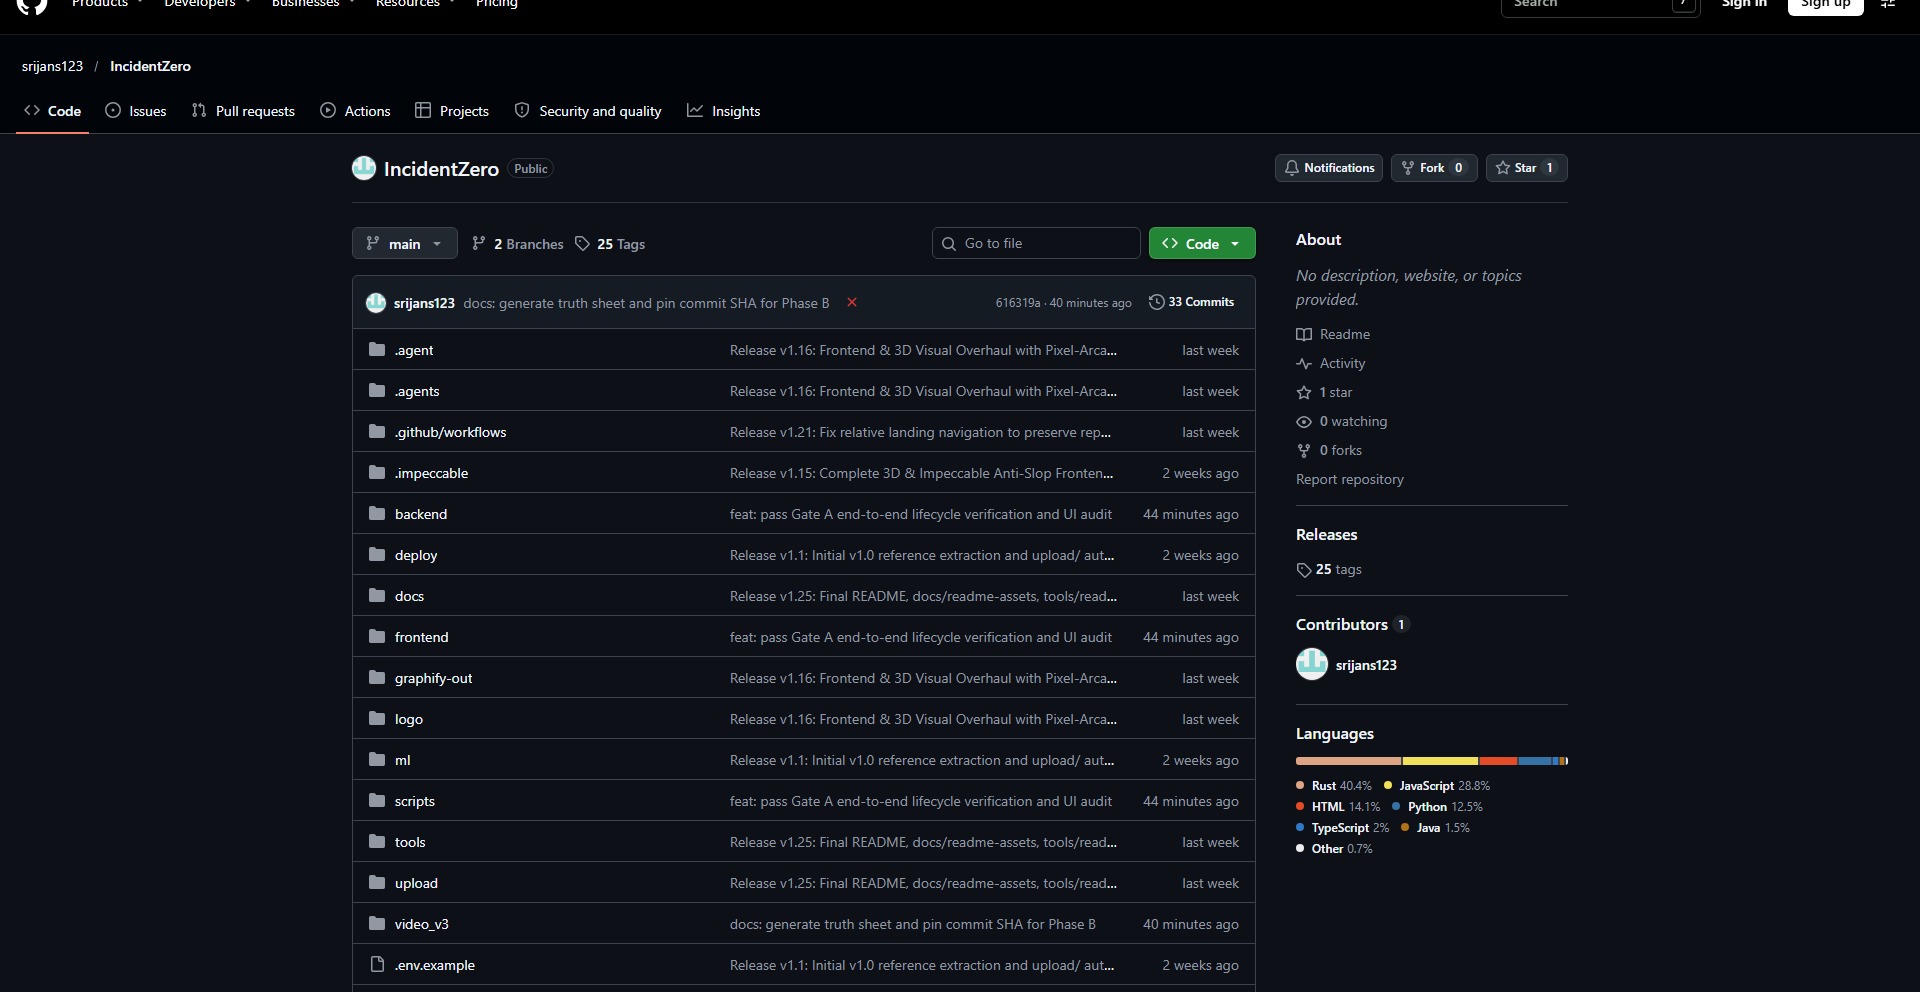 Products Developers Businesses Resources Pricing Search / Sign in Sign up
srijans123 / IncidentZero
Code Issues Pull requests Actions Projects Security and quality Insights
IncidentZero Public Notifications Fork 0 Star 1
main 2 Branches 25 Tags Go to file Code
srijans123 docs: generate truth sheet and pin commit SHA for Phase B 616319a · 40 minutes ago 33 Commits
.agent Release v1.16: Frontend & 3D Visual Overhaul with Pixel-Arca... last week
.agents Release v1.16: Frontend & 3D Visual Overhaul with Pixel-Arca... last week
.github/workflows Release v1.21: Fix relative landing navigation to preserve rep... last week
.impeccable Release v1.15: Complete 3D & Impeccable Anti-Slop Fronten... 2 weeks ago
backend feat: pass Gate A end-to-end lifecycle verification and UI audit 44 minutes ago
deploy Release v1.1: Initial v1.0 reference extraction and upload/ aut... 2 weeks ago
docs Release v1.25: Final README, docs/readme-assets, tools/read... last week
frontend feat: pass Gate A end-to-end lifecycle verification and UI audit 44 minutes ago
graphify-out Release v1.16: Frontend & 3D Visual Overhaul with Pixel-Arca... last week
logo Release v1.16: Frontend & 3D Visual Overhaul with Pixel-Arca... last week
ml Release v1.1: Initial v1.0 reference extraction and upload/ aut... 2 weeks ago
scripts feat: pass Gate A end-to-end lifecycle verification and UI audit 44 minutes ago
tools Release v1.25: Final README, docs/readme-assets, tools/read... last week
upload Release v1.25: Final README, docs/readme-assets, tools/read... last week
video_v3 docs: generate truth sheet and pin commit SHA for Phase B 40 minutes ago
.env.example Release v1.1: Initial v1.0 reference extraction and upload/ aut... 2 weeks ago
About
No description, website, or topics
provided.
Readme
Activity
1 star
0 watching
0 forks
Report repository
Releases
25 tags
Contributors 1
srijans123
Languages
Rust 40.4% JavaScript 28.8%
HTML 14.1% Python 12.5%
TypeScript 2% Java 1.5%
Other 0.7%